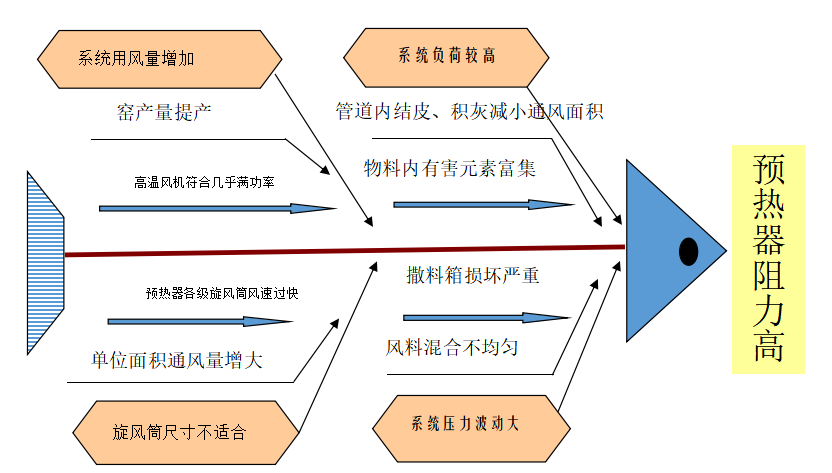 系统用风量增加
系统负荷较高
窑产量提产
管道内结皮、积灰减小通风面积
高温风机符合几乎满功率
物料内有害元素富集
预热器阻力高
预热器各级旋风筒风速过快
撒料箱损坏严重
单位面积通风量增大
风料混合不均匀
旋风筒尺寸不适合
系统压力波动大